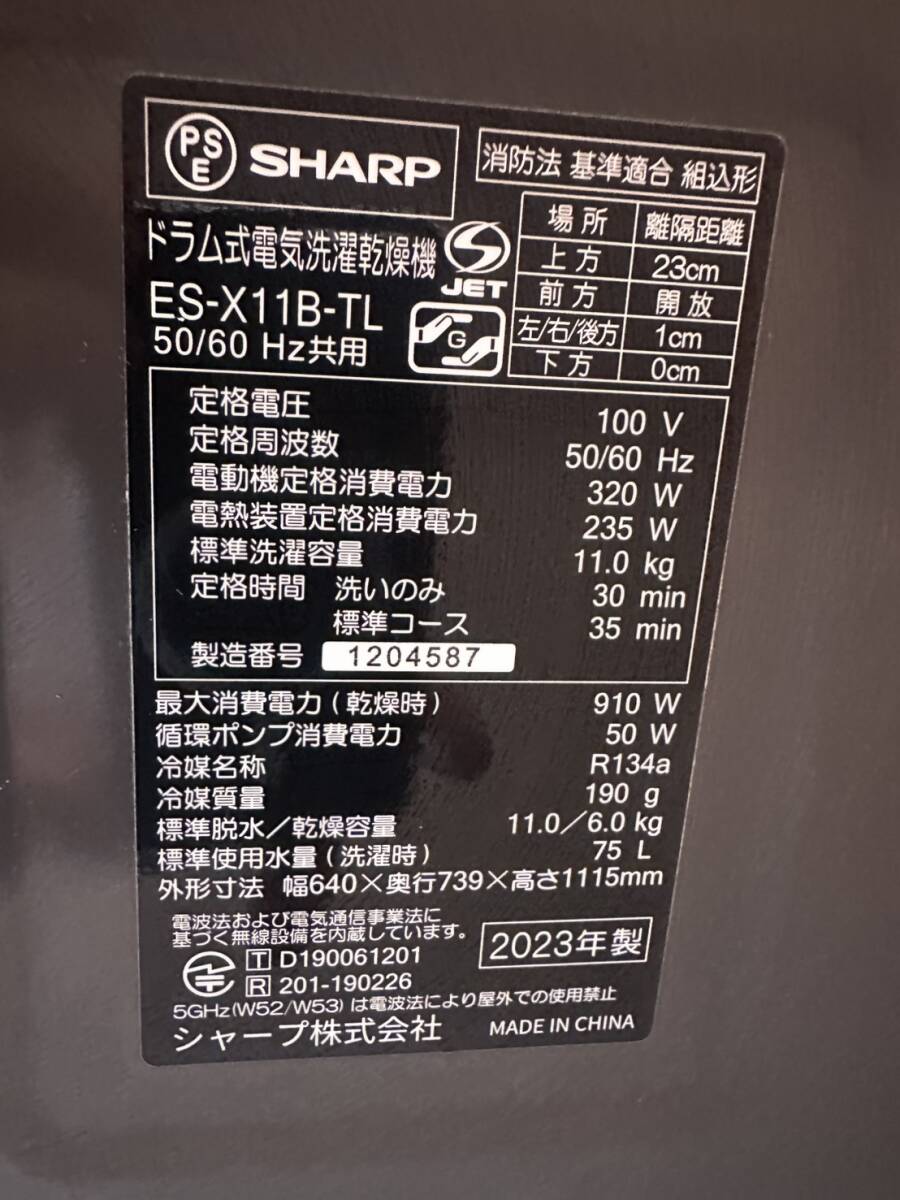 PSE SHARP
消防法 基準適合 組込形
場所 離隔距離
上方 23cm
前方 開放
左/右/後方 1cm
下方 0cm
ドラム式電気洗濯乾燥機
S JET
ES-X11B-TL
G
50/60 Hz共用
定格電圧 100 V
定格周波数 50/60 Hz
電動機定格消費電力 320 W
電熱装置定格消費電力 235 W
標準洗濯容量 11.0 kg
定格時間 洗いのみ 30 min
標準コース 35 min
製造番号 1204587
最大消費電力(乾燥時) 910 W
循環ポンプ消費電力 50 W
冷媒名称 R134a
冷媒質量 190 g
標準脱水/乾燥容量 11.0/6.0 kg
標準使用水量(洗濯時) 75 L
外形寸法 幅640×奥行739×高さ1115mm
電波法および電気通信事業法に
基づく無線設備を内蔵しています。
2023年製
T D190061201
R 201-190226
5GHz(W52/W53)は電波法により屋外での使用禁止
シャープ株式会社 MADE IN CHINA